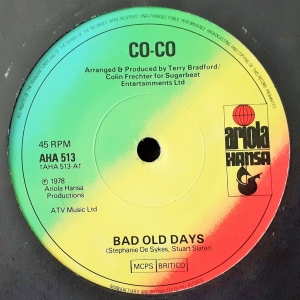 CO-CO
Arranged & Produced by Terry Bradford/
Colin Frechter for Sugarbeat
Entertainments Ltd
45 RPM
AHA 513
TAHA 513-A1
℗ 1978
Ariola Hansa
Productions
ATV Music Ltd
ariola
HANSA
BAD OLD DAYS
(Stephanie De Sykes, Stuart Slater)
MCPS BRITICO